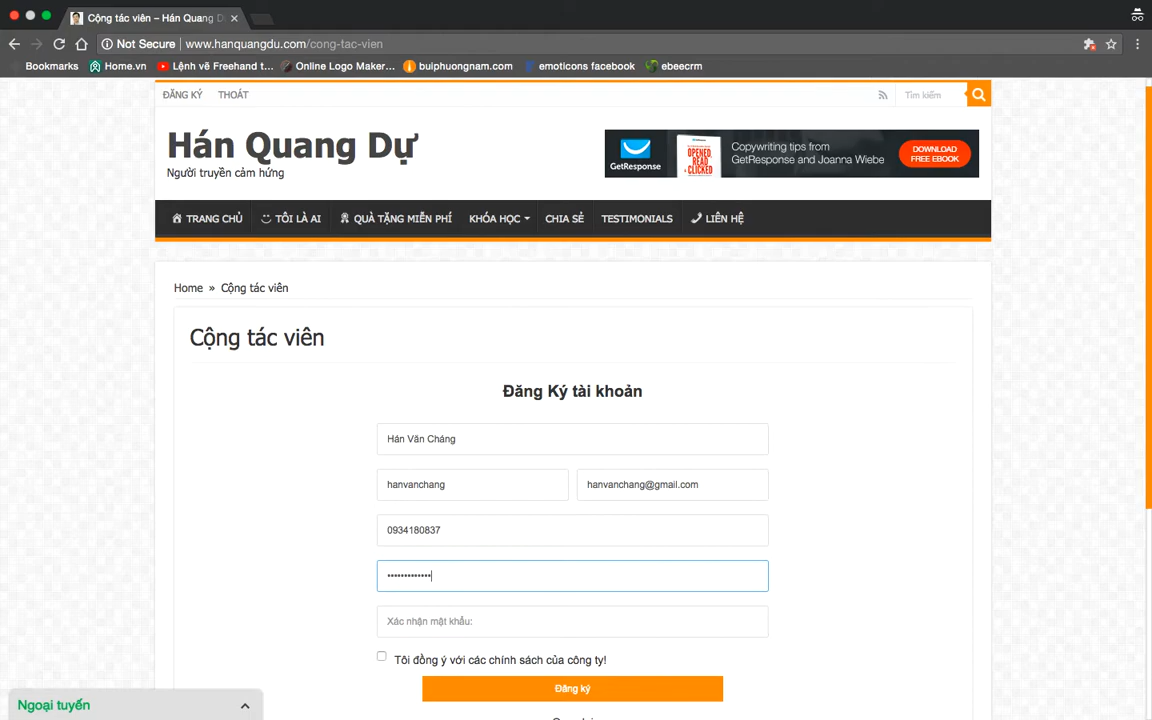 Cộng tác viên – Hán Quang D
Not Secure
www.hanquangdu.com/cong-tac-vien
Bookmarks
Home.vn
Lệnh vẽ Freehand t...
Online Logo Maker...
buiphuongnam.com
emoticons facebook
ebeecrm
ĐĂNG KÝ
THOÁT
Tìm kiếm
Hán Quang Dự
Người truyền cảm hứng
GetResponse
OPENED
READ
CLICKED
Copywriting tips from
GetResponse and Joanna Wiebe
DOWNLOAD
FREE EBOOK
TRANG CHỦ
TÔI LÀ AI
QUÀ TẶNG MIỄN PHÍ
KHÓA HỌC
CHIA SẺ
TESTIMONIALS
LIÊN HỆ
Home » Cộng tác viên
Cộng tác viên
Đăng Ký tài khoản
Hán Văn Cháng
hanvanchang
hanvanchang@gmail.com
0934180837
•••••••••••••
Xác nhận mật khẩu:
Tôi đồng ý với các chính sách của công ty!
Đăng ký
Ngoại tuyến